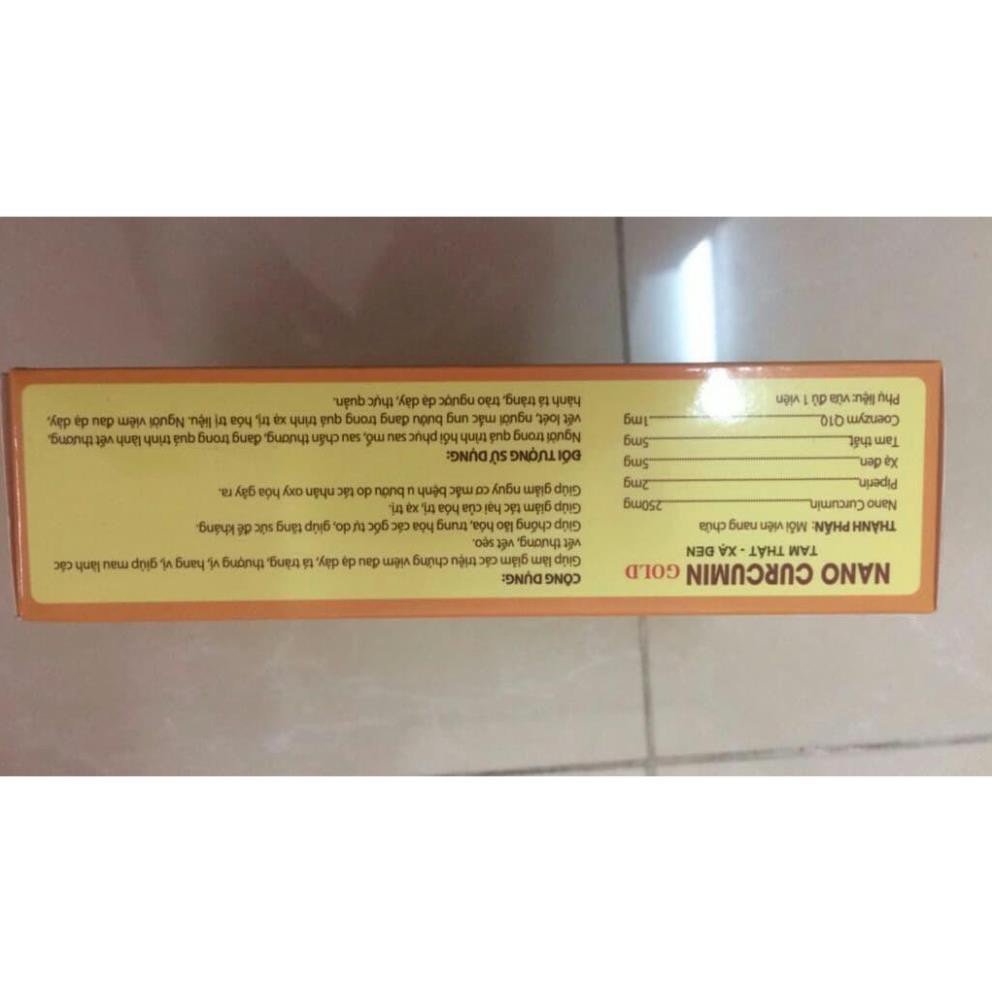 NANO CURCUMIN GOLD
TAM THẤT - XẠ ĐEN
THÀNH PHẦN: Mỗi viên nang chứa
Nano Curcumin 250mg
Piperin 2mg
Xạ đen 5mg
Tam thất 5mg
Coenzym Q10 1mg
Phụ liệu: vừa đủ 1 viên
CÔNG DỤNG:
Giúp làm giảm các triệu chứng viêm đau dạ dày, tá tràng, thượng vị, hang vị, giúp mau lành các
vết thương, vết sẹo.
Giúp chống lão hóa, trung hòa các gốc tự do, giúp tăng sức đề kháng.
Giúp giảm tác hại của hóa trị, xạ trị.
Giúp giảm nguy cơ mắc bệnh u bướu do tác nhân oxy hóa gây ra.
ĐỐI TƯỢNG SỬ DỤNG:
Người trong quá trình hồi phục sau mổ, sau chấn thương, đang trong quá trình lành vết thương,
vết loét, người mắc ung bướu đang trong quá trình xạ trị, hóa trị liệu. Người viêm đau dạ dày,
hành tá tràng, trào ngược dạ dày, thực quản.